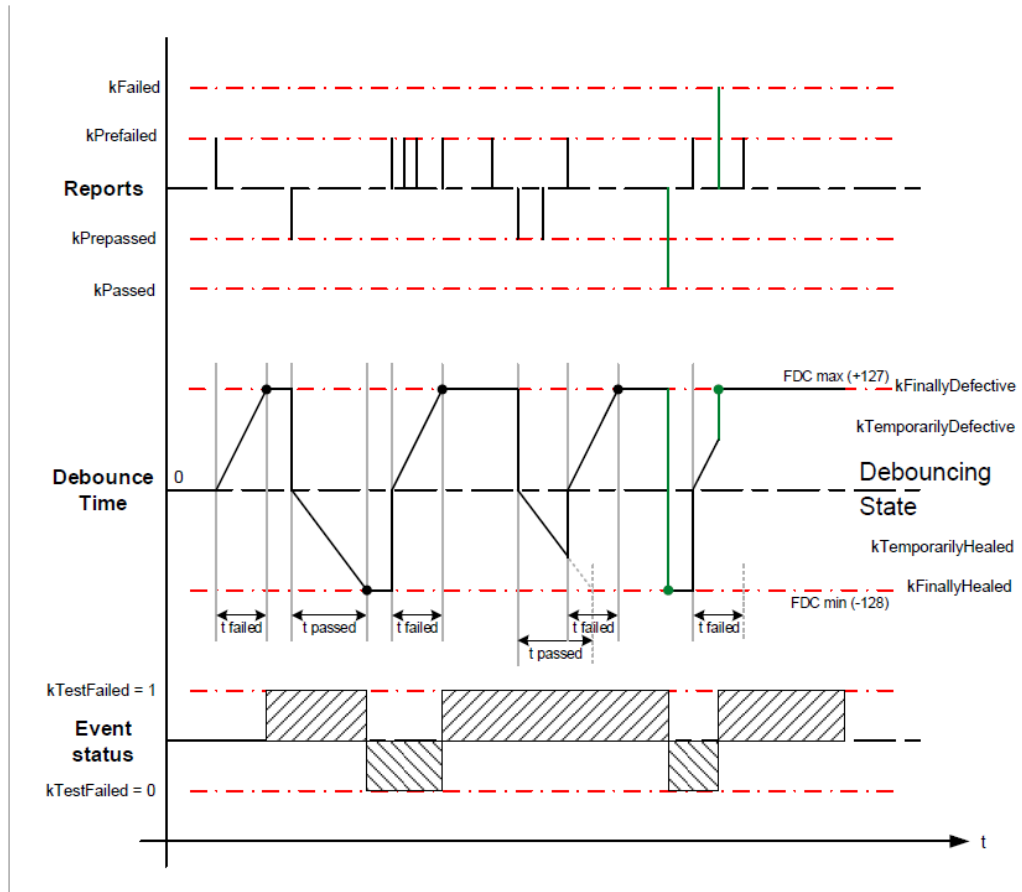 kFailed
kPrefailed
Reports
kPrepassed
kPassed
FDC max (+127)
kFinallyDefective
kTemporarilyDefective
Debounce
Time
0
Debouncing
State
kTemporarilyHealed
kFinallyHealed
FDC min (-128)
t failed
t passed
t failed
t passed
t failed
t failed
kTestFailed = 1
Event
status
kTestFailed = 0
t